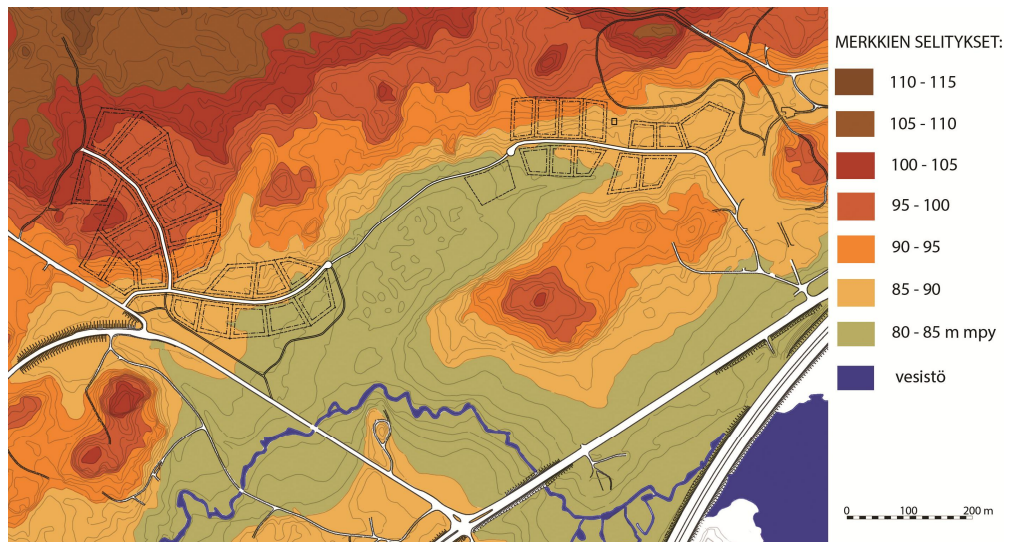 MERKKIEN SELITYKSET:
110 - 115
105 - 110
100 - 105
95 - 100
90 - 95
85 - 90
80 - 85 m mpy
vesistö
0 200 m